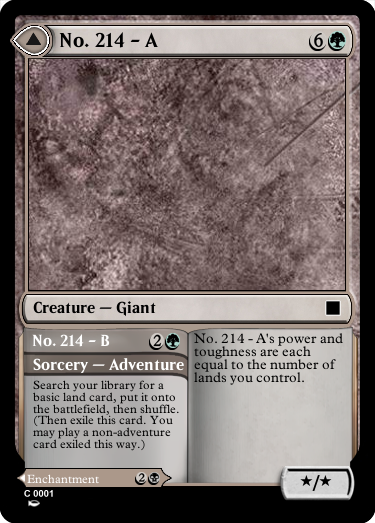 No. 214 – A
6
Creature — Giant
No. 214 – B 2
Sorcery — Adventure
Search your library for a
basic land card, put it onto
the battlefield, then shuffle.
(Then exile this card. You
may play a non-adventure
card exiled this way.)
No. 214 - A's power and
toughness are each
equal to the number of
lands you control.
Enchantment 2
★/★
C 0001